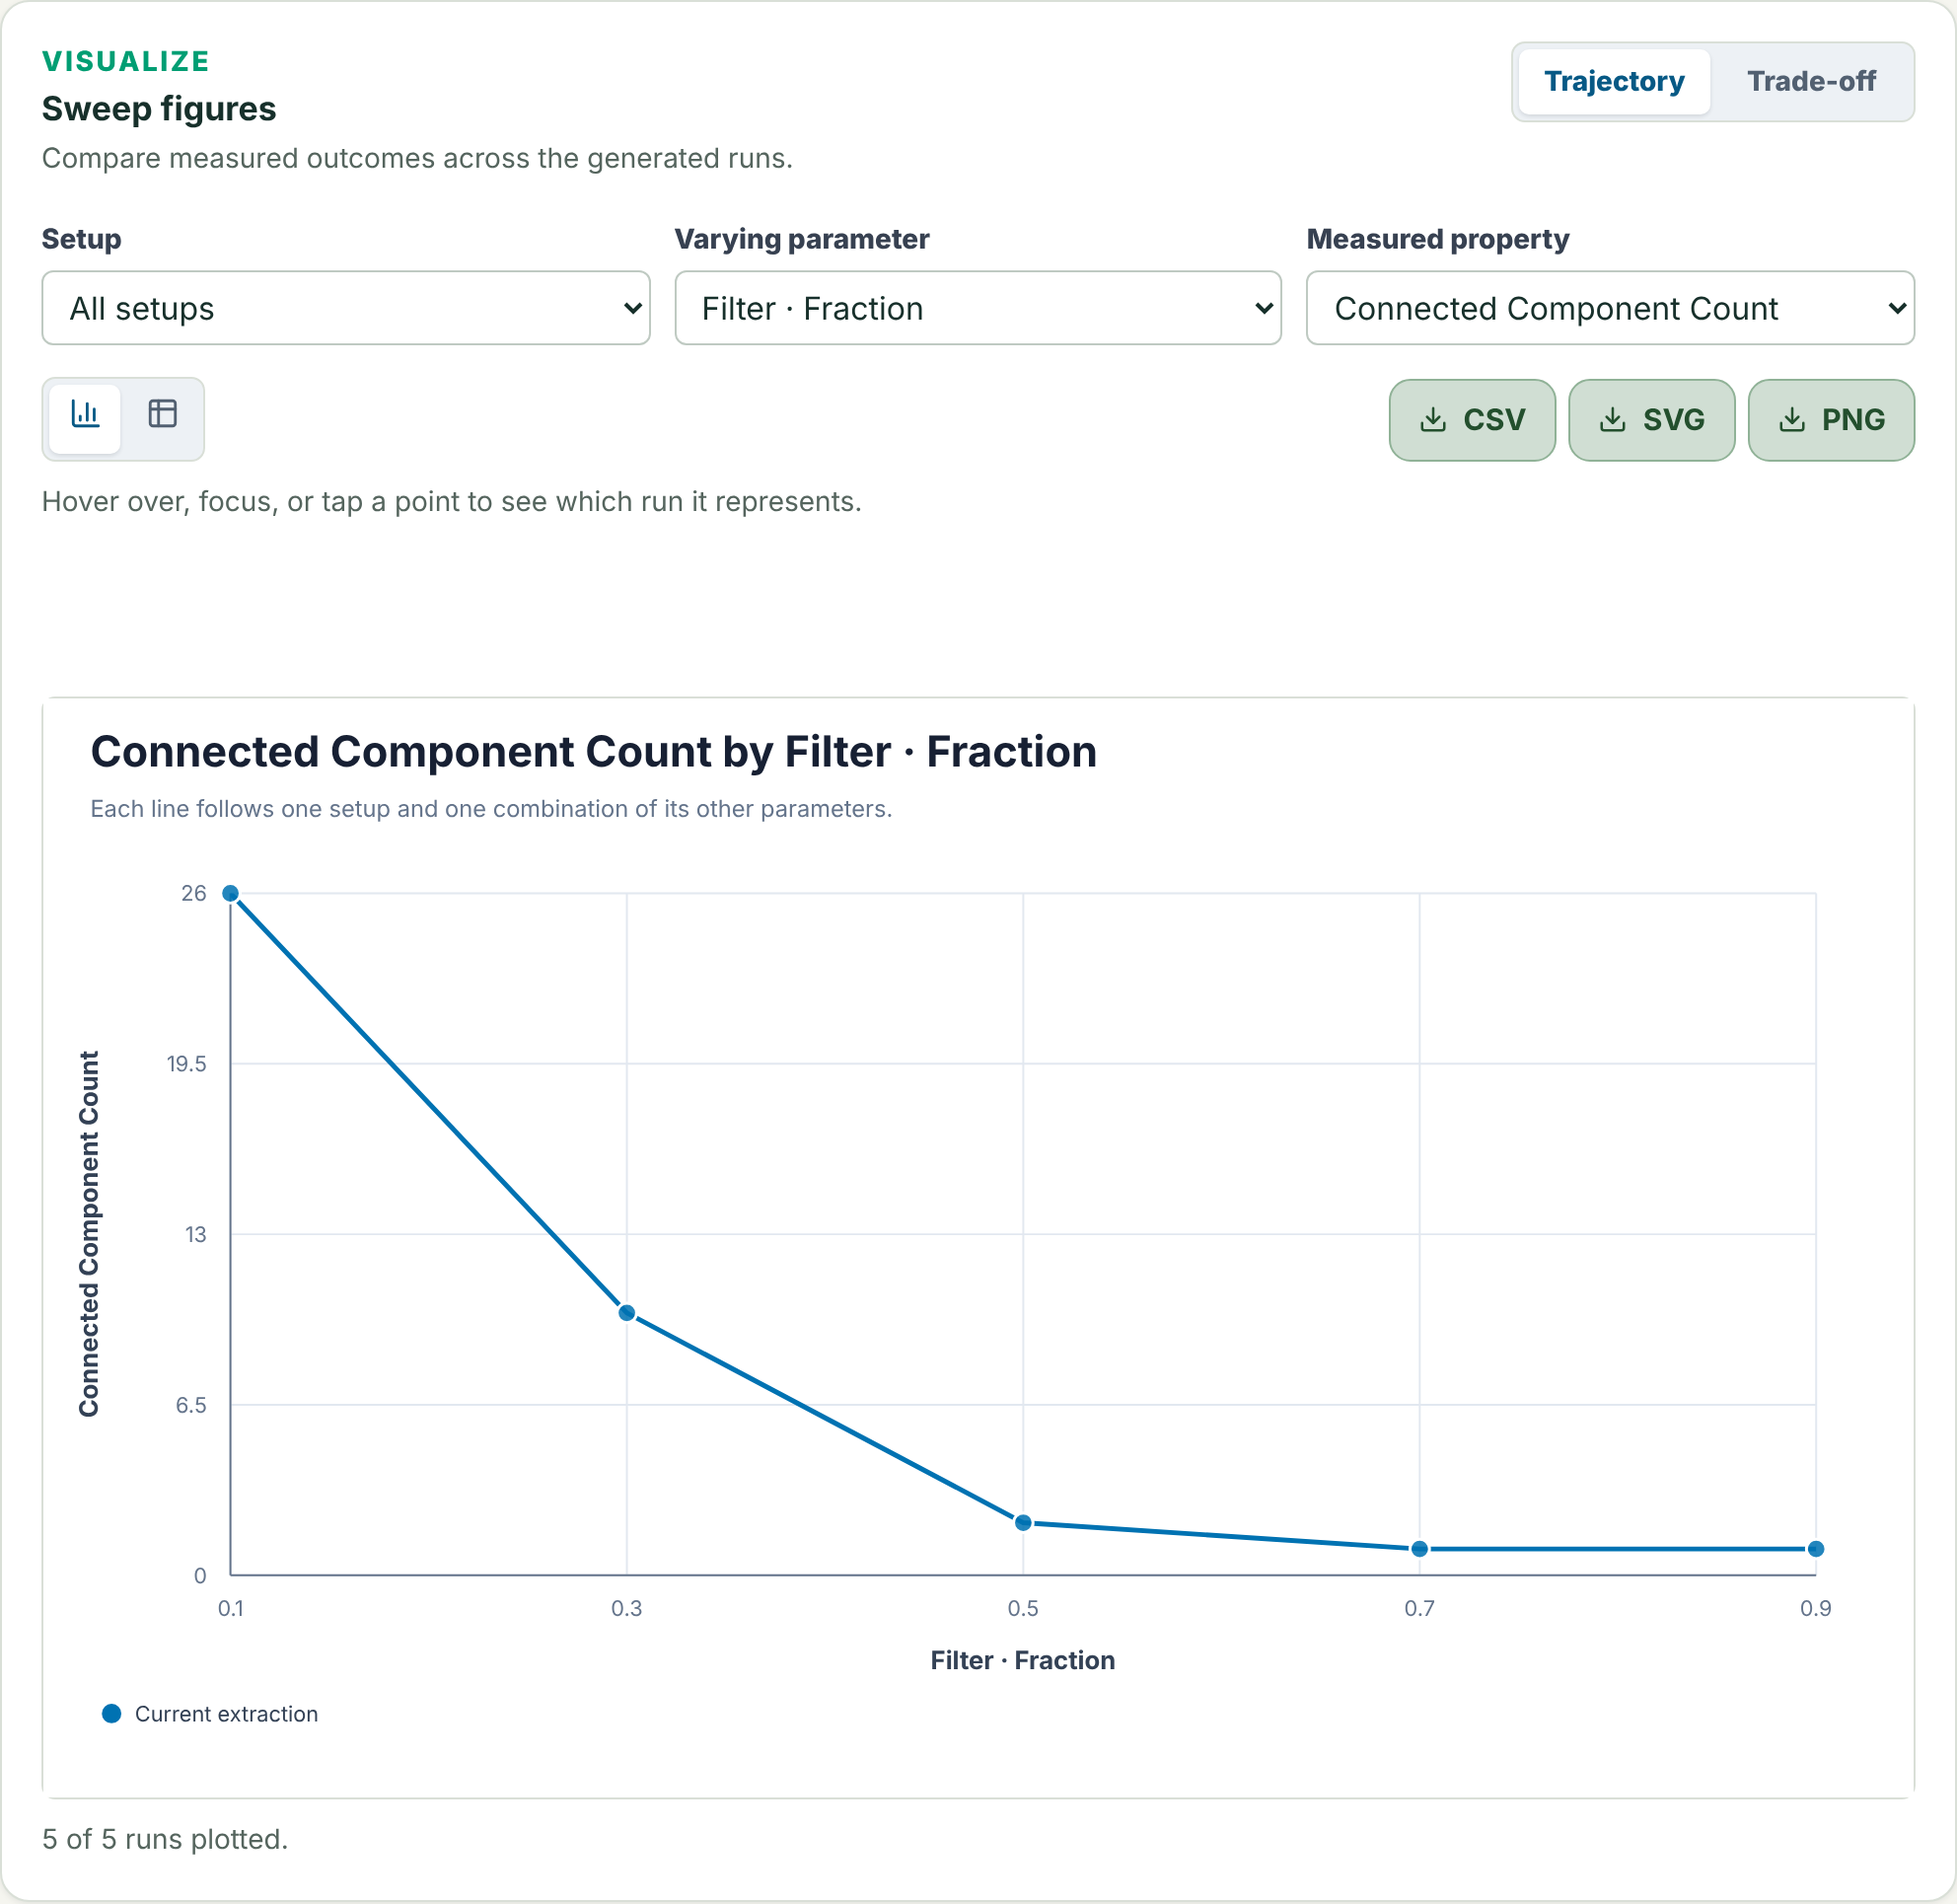 VISUALIZE
Sweep figures
Compare measured outcomes across the generated runs.
Trajectory
Trade-off
Setup
Varying parameter
Measured property
All setups
Filter · Fraction
Connected Component Count
CSV
SVG
PNG
Hover over, focus, or tap a point to see which run it represents.
Connected Component Count by Filter · Fraction
Each line follows one setup and one combination of its other parameters.
Connected Component Count
26
19.5
13
6.5
0
0.1
0.3
0.5
0.7
0.9
Filter · Fraction
Current extraction
5 of 5 runs plotted.